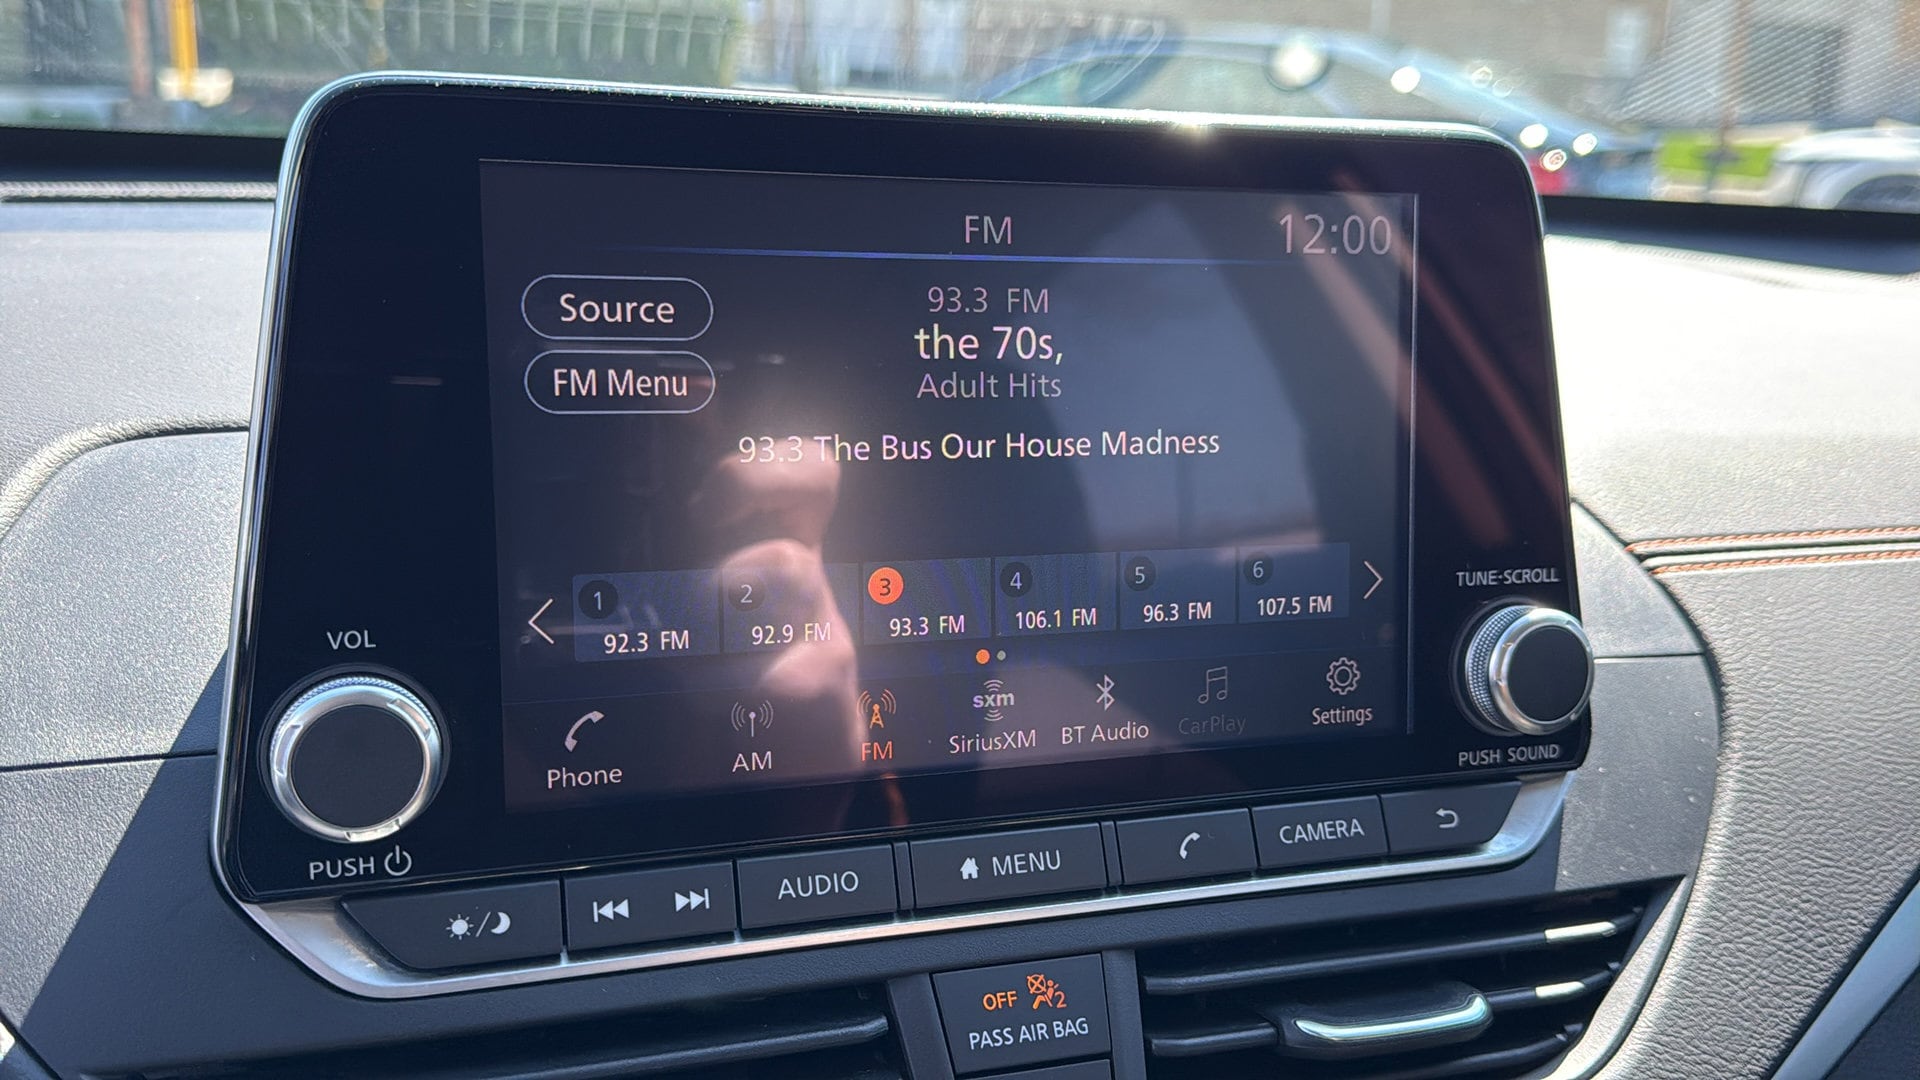 FM
12:00
Source
93.3 FM
the 70s,
FM Menu
Adult Hits
93.3 The Bus Our House Madness
1
92.3 FM
2
92.9 FM
3
93.3 FM
4
106.1 FM
5
96.3 FM
6
107.5 FM
Phone
AM
FM
sxm
SiriusXM
BT Audio
CarPlay
Settings
VOL
PUSH
TUNE·SCROLL
PUSH SOUND
AUDIO
MENU
CAMERA
OFF 2
PASS AIR BAG